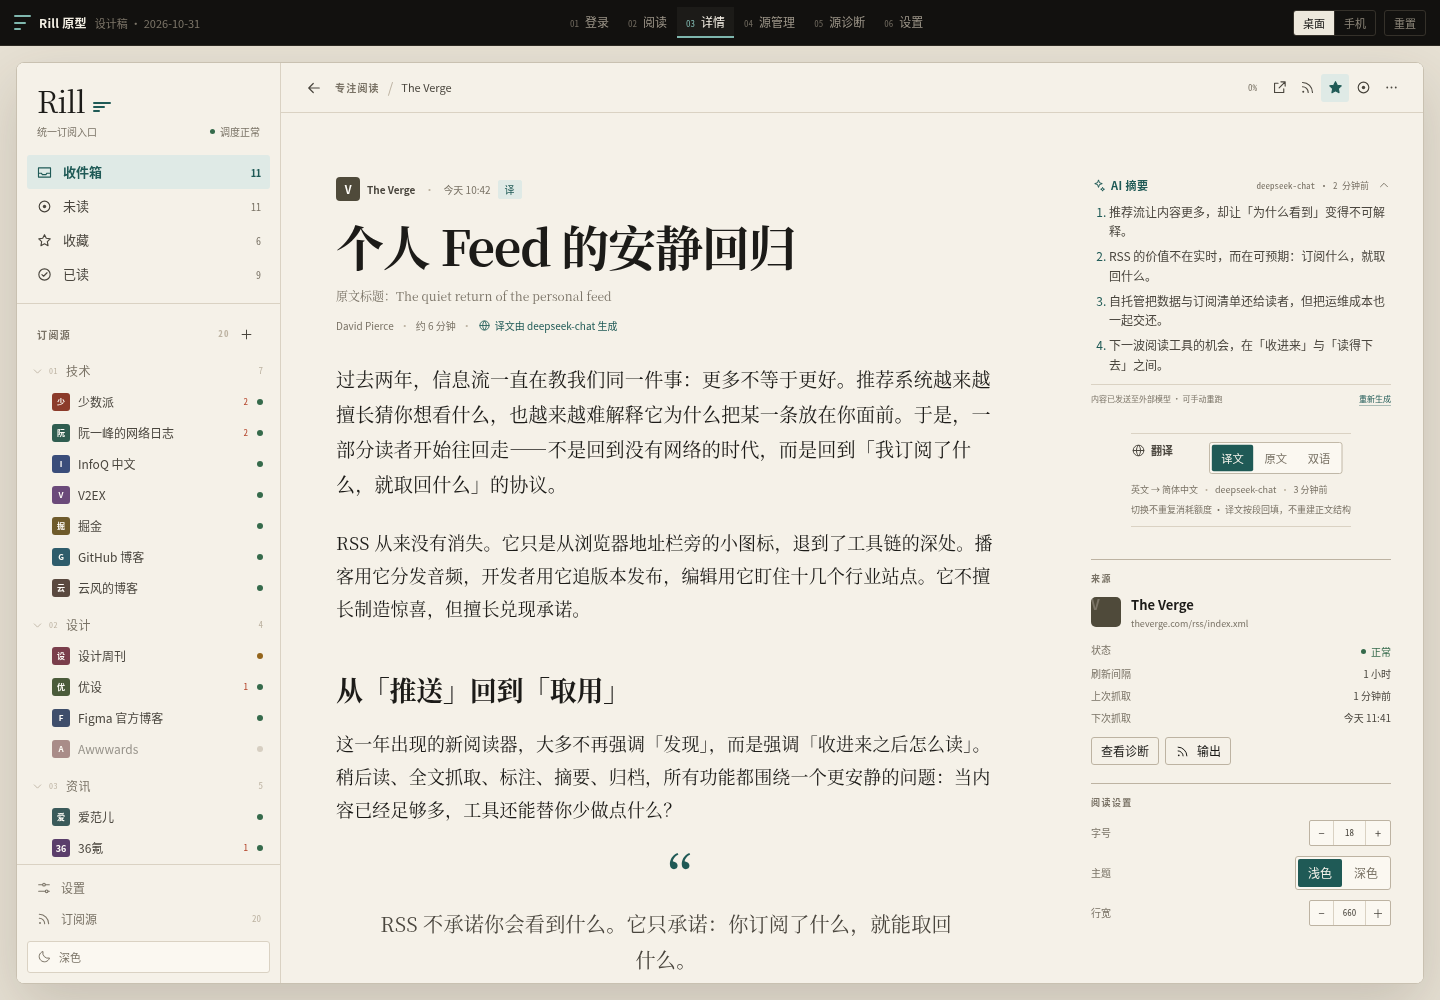 Rill 原型 设计稿 • 2026-10-31
01 登录 02 阅读 03 详情 04 源管理 05 源诊断 06 设置
桌面 手机 重置
Rill
统一订阅入口 调度正常
收件箱 11
未读 11
收藏 6
已读 9
订阅源 20 +
01 技术 7
少 少数派 2
阮 阮一峰的网络日志 2
I InfoQ 中文
V V2EX
掘 掘金
G GitHub 博客
云 云风的博客
02 设计 4
设 设计周刊
优 优设 1
F Figma 官方博客
A Awwwards
03 资讯 5
爱 爱范儿
36 36氪 1
设置
订阅源 20
深色
专注阅读 / The Verge
0%
V The Verge · 今天 10:42 译
个人 Feed 的安静回归
原文标题：The quiet return of the personal feed
David Pierce · 约 6 分钟 · 译文由 deepseek-chat 生成
过去两年，信息流一直在教我们同一件事：更多不等于更好。推荐系统越来越
擅长猜你想看什么，也越来越难解释它为什么把某一条放在你面前。于是，一
部分读者开始往回走——不是回到没有网络的时代，而是回到「我订阅了什
么，就取回什么」的协议。
RSS 从来没有消失。它只是从浏览器地址栏旁的小图标，退到了工具链的深处。播
客用它分发音频，开发者用它追版本发布，编辑用它盯住十几个行业站点。它不擅
长制造惊喜，但擅长兑现承诺。
从「推送」回到「取用」
这一年出现的新阅读器，大多不再强调「发现」，而是强调「收进来之后怎么读」。
稍后读、全文抓取、标注、摘要、归档，所有功能都围绕一个更安静的问题：当内
容已经足够多，工具还能替你少做点什么？
“
RSS 不承诺你会看到什么。它只承诺：你订阅了什么，就能取回
什么。
AI 摘要 deepseek-chat • 2 分钟前
1. 推荐流让内容更多，却让「为什么看到」变得不可解
释。
2. RSS 的价值不在实时，而在可预期：订阅什么，就取
回什么。
3. 自托管把数据与订阅清单还给读者，但把运维成本也
一起交还。
4. 下一波阅读工具的机会，在「收进来」与「读得下
去」之间。
内容已发送至外部模型 • 可手动重跑 重新生成
翻译 译文 原文 双语
英文 → 简体中文 · deepseek-chat · 3 分钟前
切换不重复消耗额度 • 译文按段回填，不重建正文结构
来源
V The Verge
theverge.com/rss/index.xml
状态 正常
刷新间隔 1 小时
上次抓取 1 分钟前
下次抓取 今天 11:41
查看诊断 输出
阅读设置
字号 − 18 +
主题 浅色 深色
行宽 − 660 +